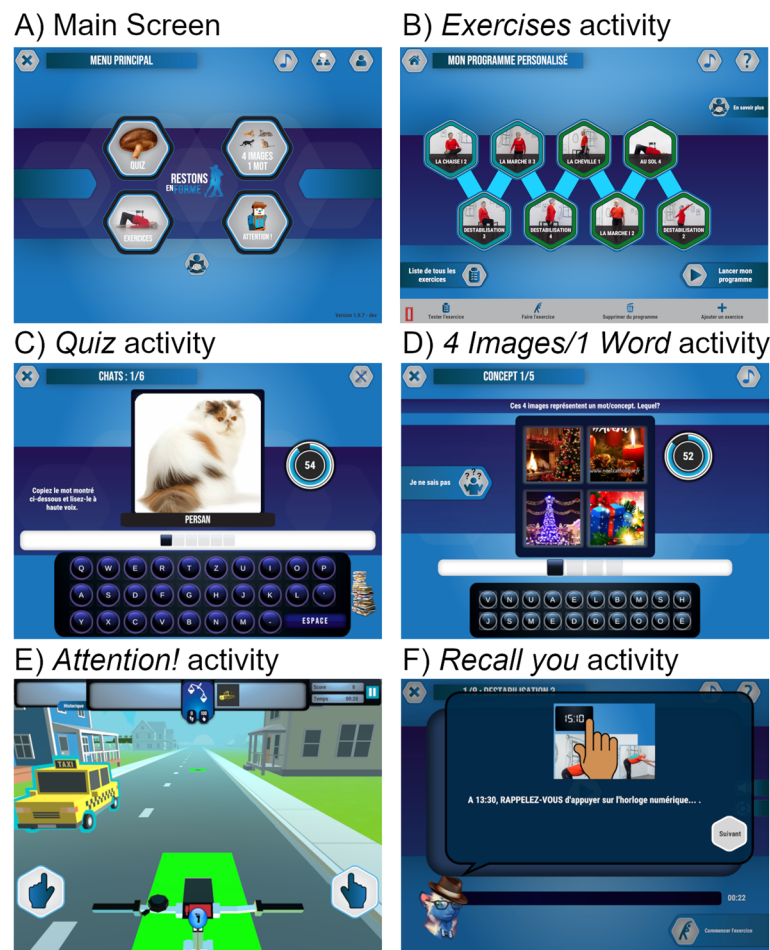 A) Main Screen
MENU PRINCIPAL
QUIZ
4 IMAGES
1 MOT
RESTONS
EN FORME
EXERCICES
ATTENTION !
Version 1.0.7 - dev
B) Exercises activity
MON PROGRAMME PERSONALISÉ
?
En savoir plus
LA CHAISE I 2
LA MARCHE II 3
LA CHEVILLE 1
AU SOL 4
DESTABILISATION
3
DESTABILISATION
4
LA MARCHE I 2
DESTABILISATION
2
Liste de tous les
exercices
Lancer mon
programme
Tester l'exercice
Faire l'exercice
Supprimer du programme
Ajouter un exercice
C) Quiz activity
CHATS : 1/6
54
Copiez le mot montré
ci-dessous et lisez-le à
haute voix.
PERSAN
Q W E R T Z U I O P
A S D F G H J K L '
Y X C V B N M - ESPACE
D) 4 Images/1 Word activity
CONCEPT 1/5
Ces 4 images représentent un mot/concept. Lequel?
52
Je ne sais pas
www.noel.catholique.fr
V N U A E L B M S H
J S M E D D E O O É
E) Attention! activity
Historique
Score 0
Temps
TAXI
F) Recall you activity
1/8 : DESTABILISATION 2
?
15:10
A 13:30, RAPPELEZ-VOUS d'appuyer sur l'horloge numérique... .
Suivant
00:22
Commencer l'exercice